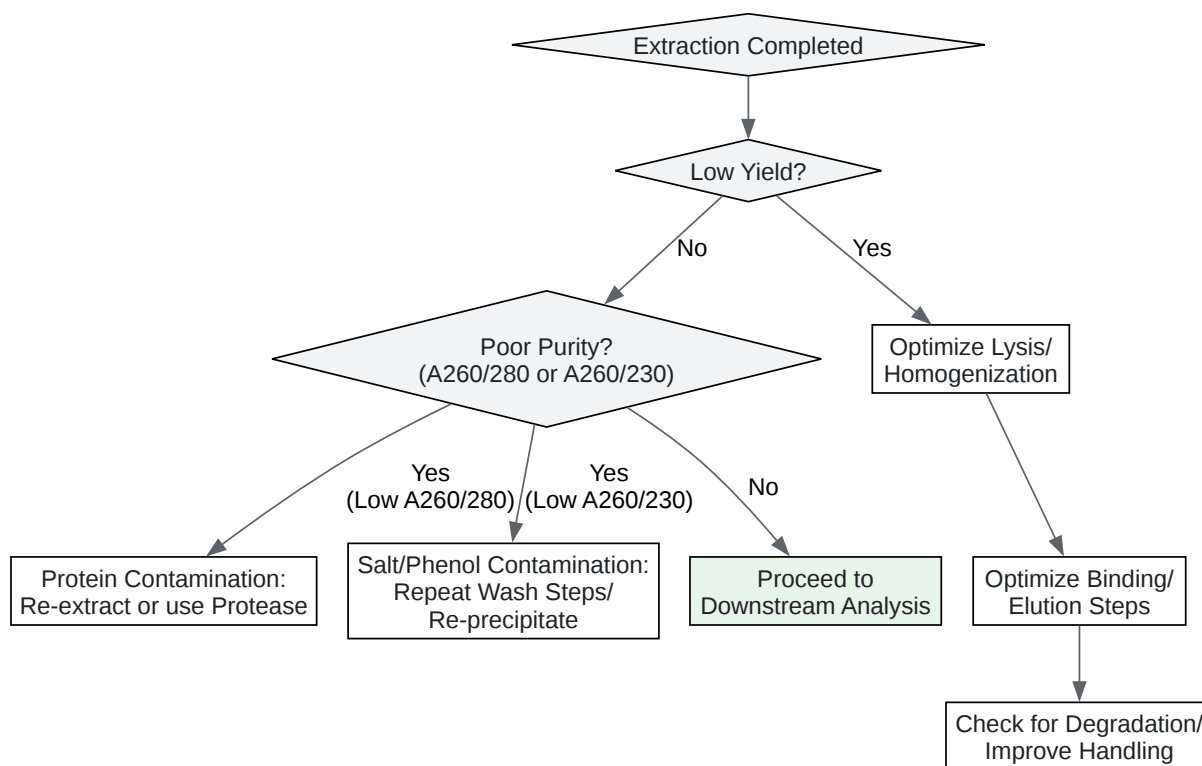 Extraction Completed
Low Yield?
No
Yes
Poor Purity?
(A260/280 or A260/230)
Optimize Lysis/
Homogenization
Yes
(Low A260/280)
Yes
(Low A260/230)
No
Protein Contamination:
Re-extract or use Protease
Salt/Phenol Contamination:
Repeat Wash Steps/
Re-precipitate
Proceed to
Downstream Analysis
Optimize Binding/
Elution Steps
Check for Degradation/
Improve Handling